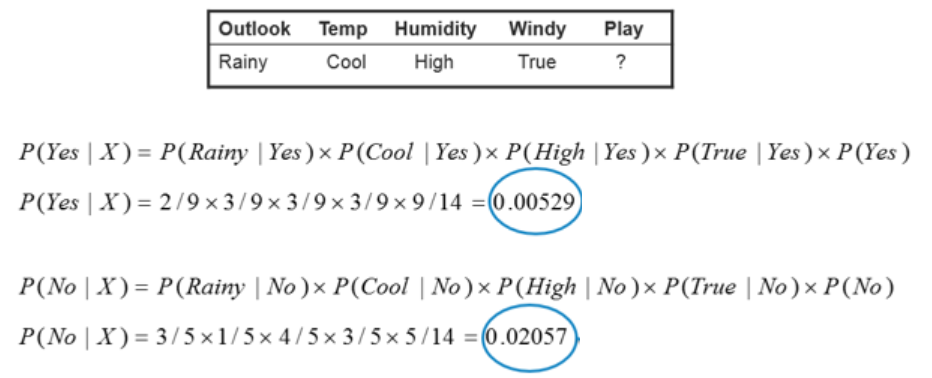 Outlook Temp Humidity Windy Play
Rainy Cool High True ?
P(Yes | X) = P(Rainy | Yes) × P(Cool | Yes) × P(High | Yes) × P(True | Yes) × P(Yes)
P(Yes | X) = 2/9 × 3/9 × 3/9 × 3/9 × 9/14 = 0.00529
P(No | X) = P(Rainy | No) × P(Cool | No) × P(High | No) × P(True | No) × P(No)
P(No | X) = 3/5 × 1/5 × 4/5 × 3/5 × 5/14 = 0.02057